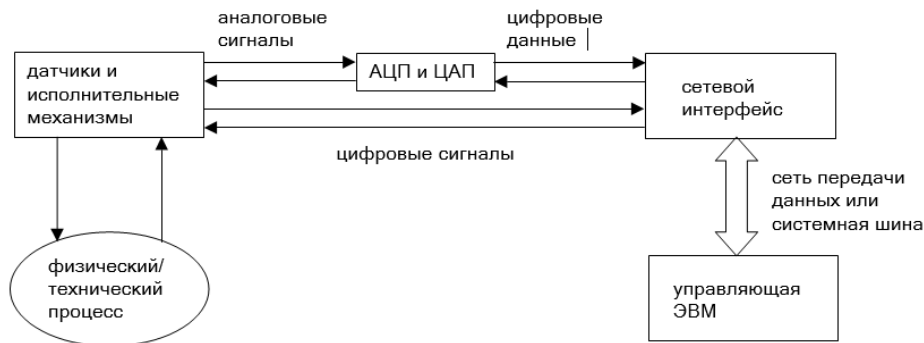 аналоговые
сигналы
цифровые
данные
датчики и
исполнительные
механизмы
АЦП и ЦАП
сетевой
интерфейс
цифровые сигналы
сеть передачи
данных или
системная шина
физический/
технический
процесс
управляющая
ЭВМ